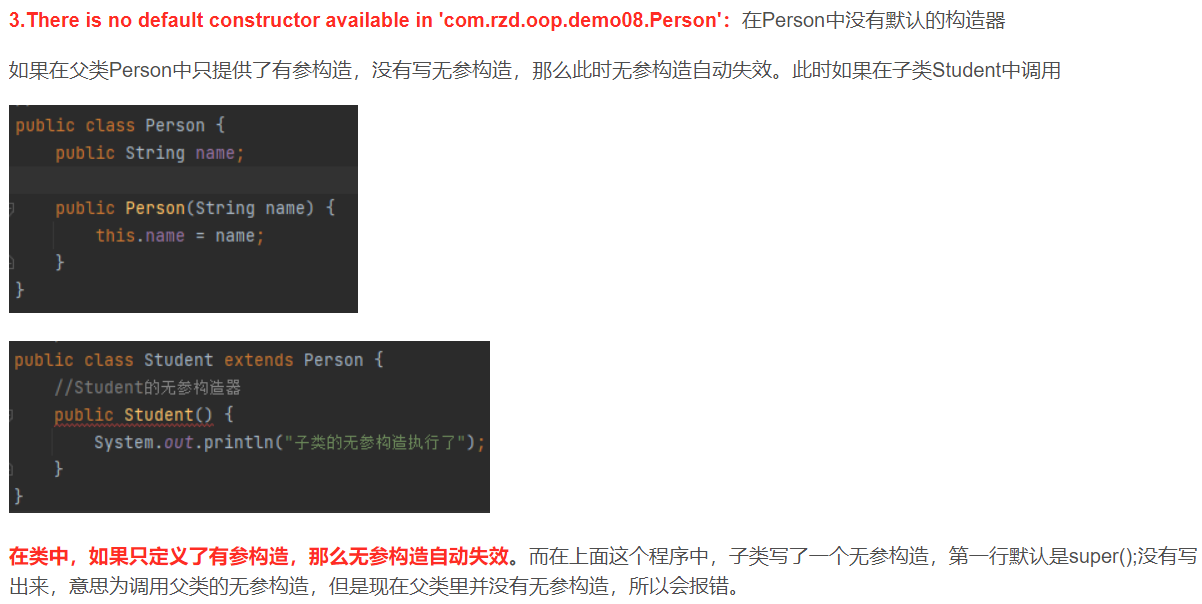 3.There is no default constructor available in 'com.rzd.oop.demo08.Person'：在Person中没有默认的构造器
如果在父类Person中只提供了有参构造，没有写无参构造，那么此时无参构造自动失效。此时如果在子类Student中调用
public class Person {
public String name;
public Person(String name) {
this.name = name;
}
}
public class Student extends Person {
//Student的无参构造器
public Student() {
System.out.println("子类的无参构造执行了");
}
}
在类中，如果只定义了有参构造，那么无参构造自动失效。而在上面这个程序中，子类写了一个无参构造，第一行默认是super();没有写
出来，意思为调用父类的无参构造，但是现在父类里并没有无参构造，所以会报错。